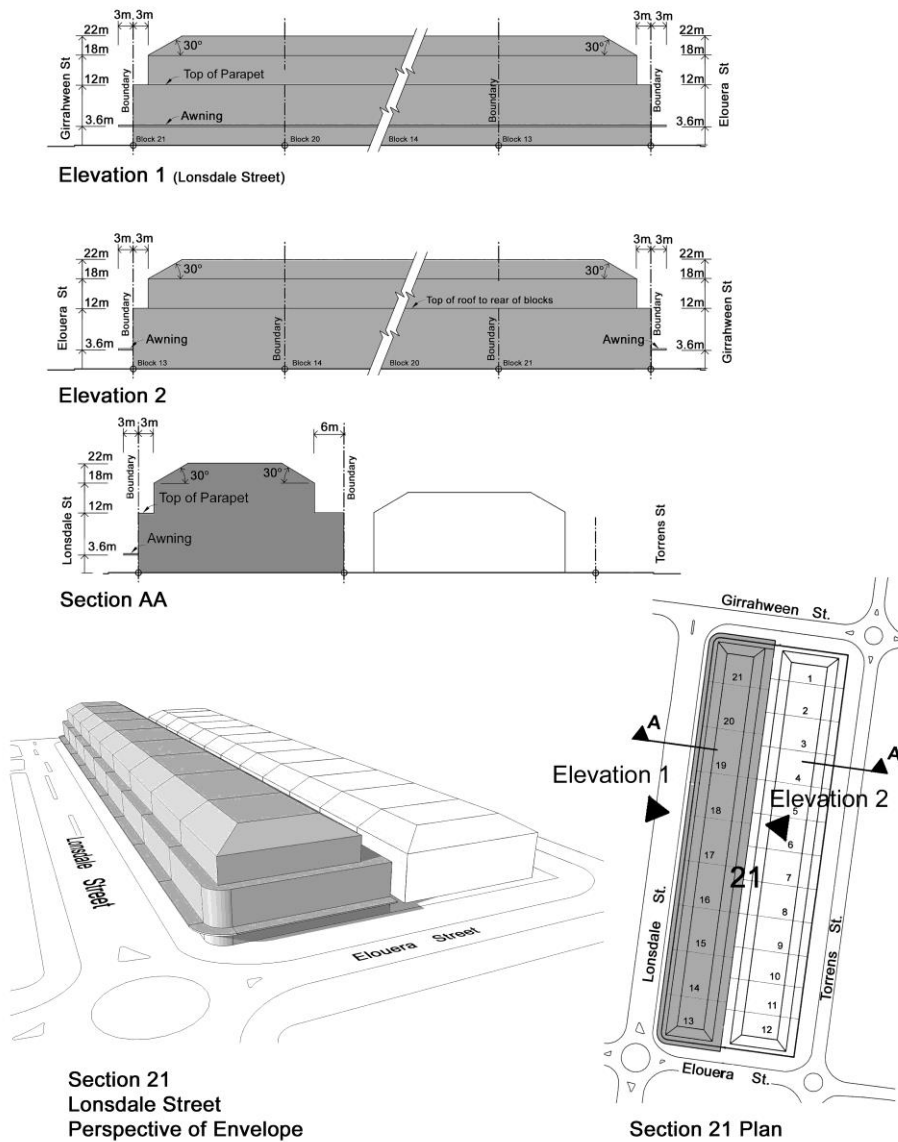 3m 3m
22m
18m
12m
3.6m
Girrahween St
Boundary
30°
Top of Parapet
Awning
Block 21
Block 20
Block 14
Boundary
Block 13
30°
3m 3m
22m
18m
12m
3.6m
Boundary
Elouera St
Elevation 1 (Lonsdale Street)
3m 3m
22m
18m
12m
3.6m
Elouera St
Boundary
30°
Awning
Block 13
Boundary
Block 14
Top of roof to rear of blocks
Block 20
Boundary
Block 21
30°
Awning
3m 3m
22m
18m
12m
3.6m
Boundary
Girrahween St
Elevation 2
3m 3m
22m
18m
12m
3.6m
Lonsdale St
Boundary
30°
30°
Top of Parapet
Awning
6m
Boundary
Torrens St
Section AA
Girrahween St.
21
20
19
18
17
16
15
14
13
1
2
3
4
5
6
7
8
9
10
11
12
A
A
Elevation 1
Elevation 2
21
Lonsdale St.
Torrens St.
Elouera St.
Lonsdale Street
Elouera Street
Section 21
Lonsdale Street
Perspective of Envelope
Section 21 Plan